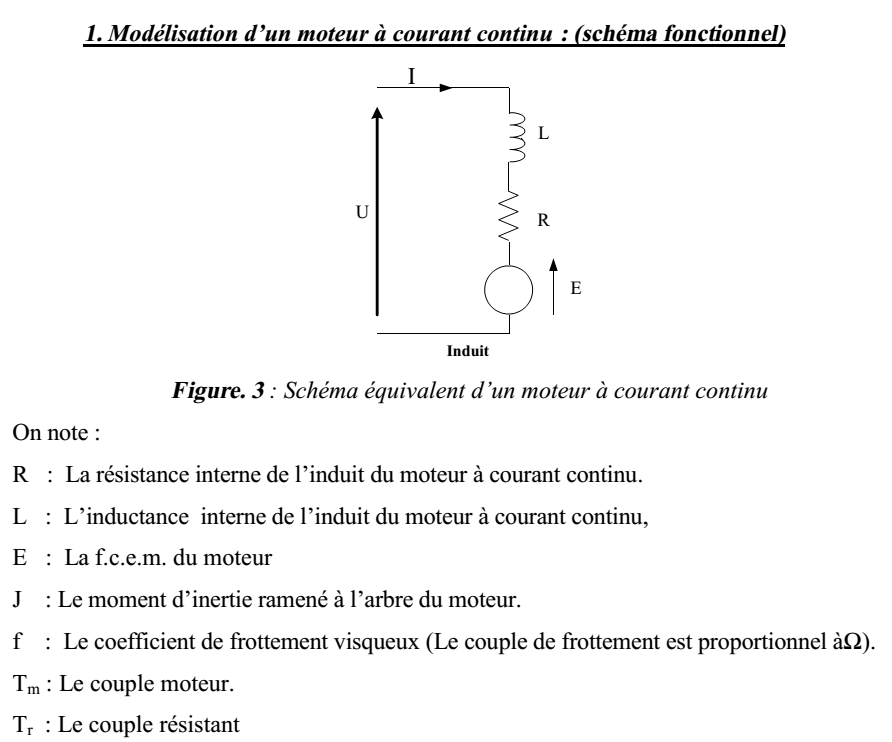 1. Modélisation d'un moteur à courant continu : (schéma fonctionnel)
I
L
U
R
E
Induit
Figure. 3 : Schéma équivalent d'un moteur à courant continu
On note :
R : La résistance interne de l'induit du moteur à courant continu.
L : L'inductance interne de l'induit du moteur à courant continu,
E : La f.c.e.m. du moteur
J : Le moment d'inertie ramené à l'arbre du moteur.
f : Le coefficient de frottement visqueux (Le couple de frottement est proportionnel àΩ).
Tm : Le couple moteur.
Tr : Le couple résistant